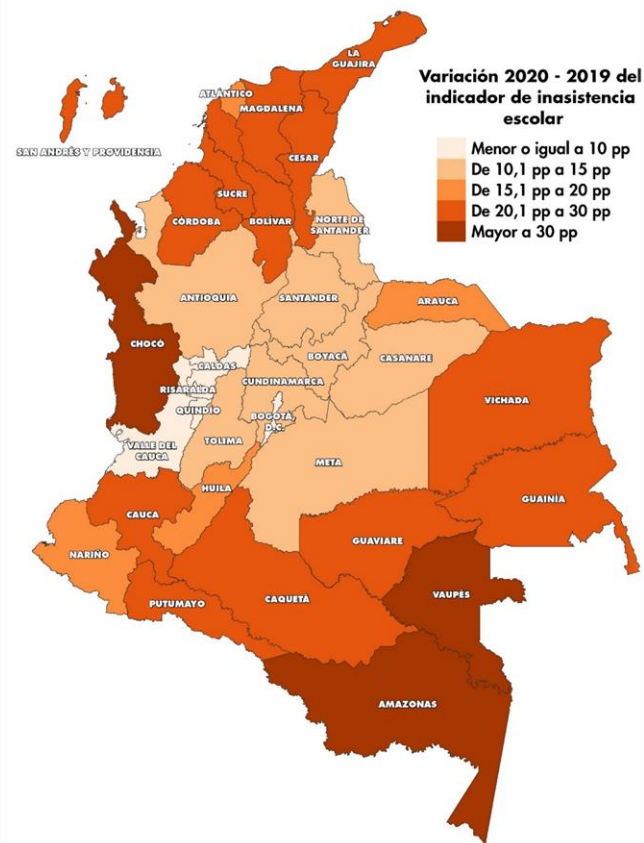 LA
GUAJIRA
Variación 2020 - 2019 del
indicador de inasistencia
escolar
Menor o igual a 10 pp
De 10,1 pp a 15 pp
De 15,1 pp a 20 pp
De 20,1 pp a 30 pp
Mayor a 30 pp
ATLÁNTICO
MAGDALENA
SAN ANDRÉS Y PROVIDENCIA
CESAR
SUCRE
CÓRDOBA
BOLÍVAR
NORTE DE
SANTANDER
ANTIOQUIA
SANTANDER
ARAUCA
CHOCÓ
BOYACÁ
CASANARE
CALDAS
CUNDINAMARCA
RISARALDA
VICHADA
QUINDÍO
BOGOTÁ,
D.C.
VALLE DEL
CAUCA
TOLIMA
META
HUILA
GUAINÍA
CAUCA
GUAVIARE
NARIÑO
VAUPÉS
CAQUETÁ
PUTUMAYO
AMAZONAS